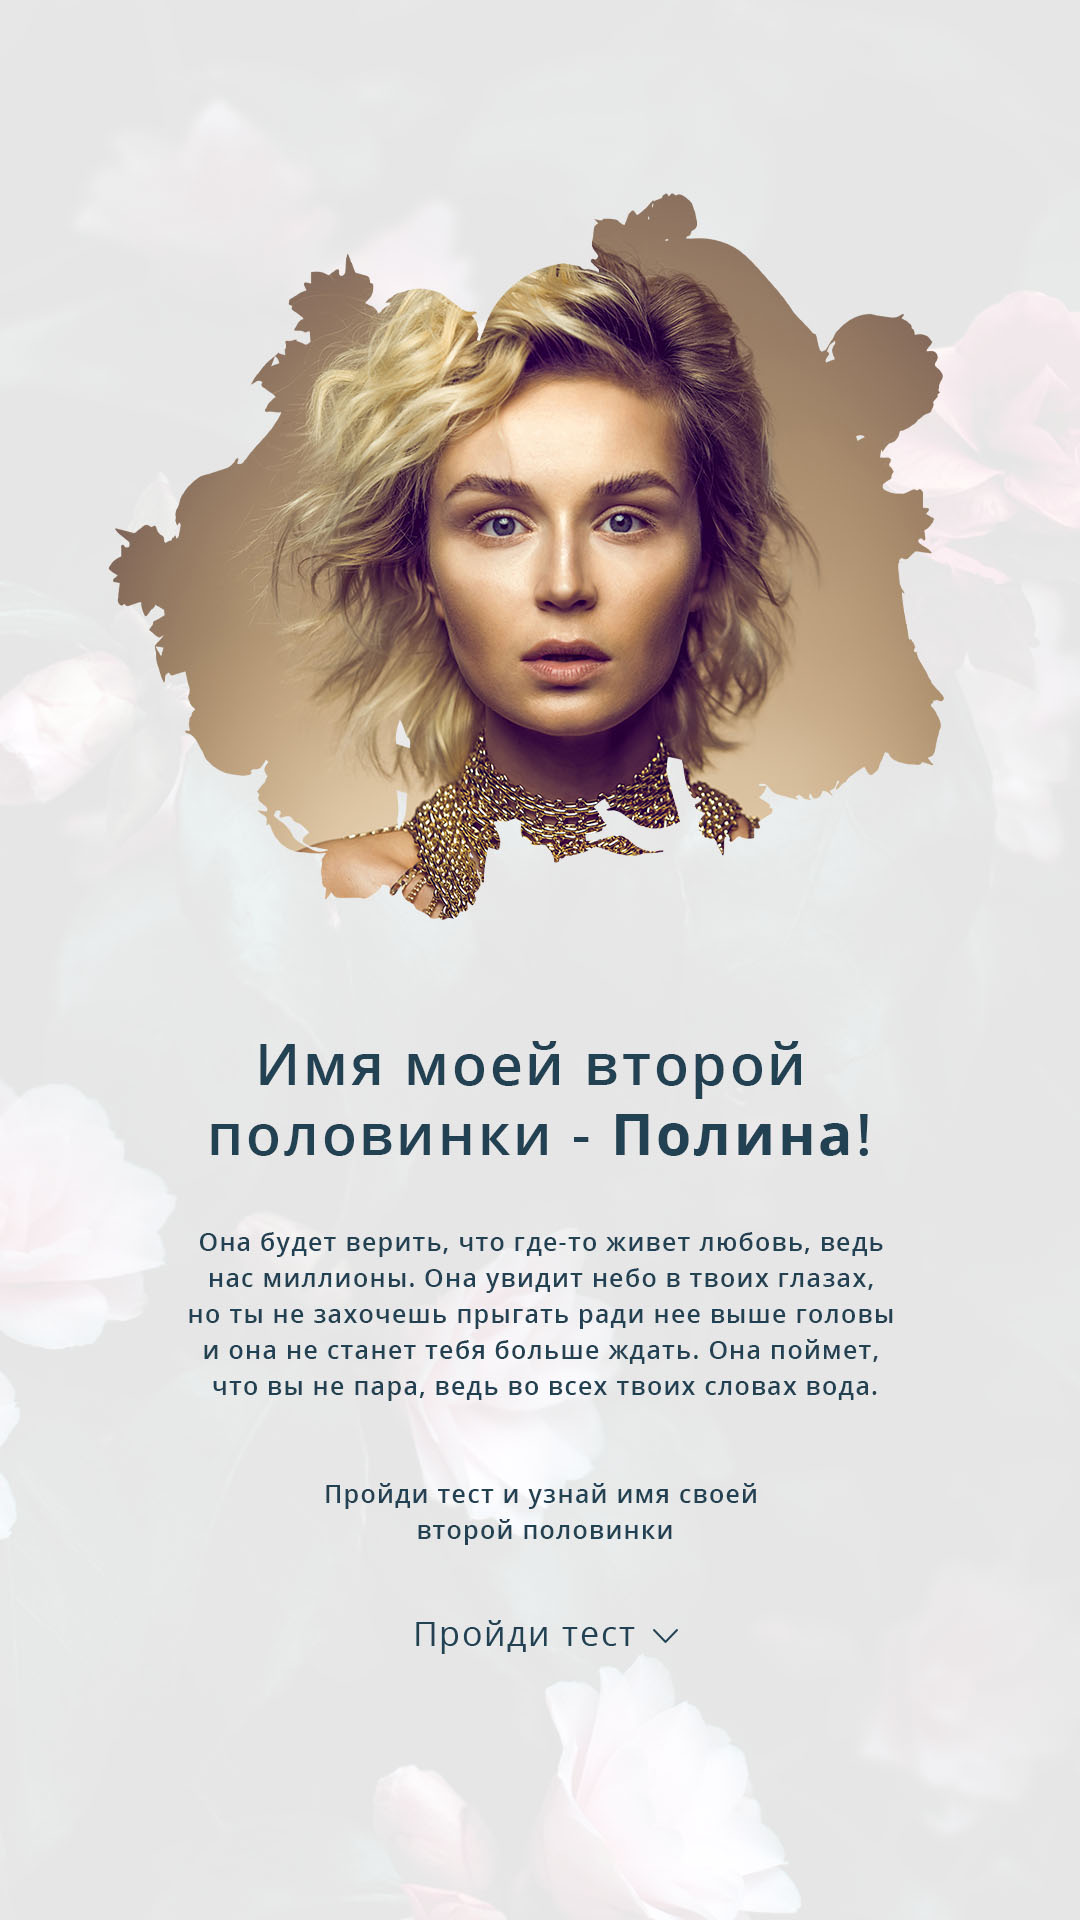 Имя моей второй
половинки - Полина!
Она будет верить, что где-то живет любовь, ведь
нас миллионы. Она увидит небо в твоих глазах,
но ты не захочешь прыгать ради нее выше головы
и она не станет тебя больше ждать. Она поймет,
что вы не пара, ведь во всех твоих словах вода.
Пройди тест и узнай имя своей
второй половинки
Пройди тест